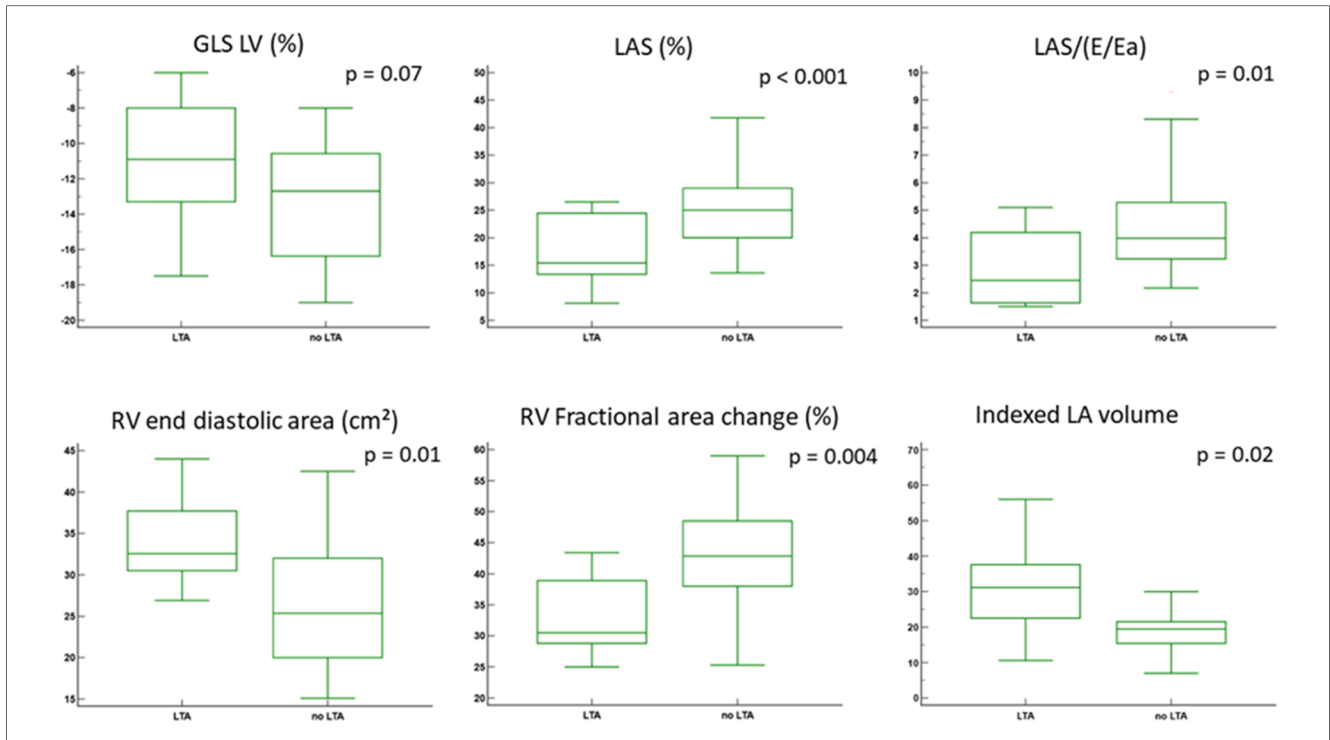 GLS LV (%)
p = 0.07
-6
-8
-10
-12
-14
-16
-18
-20
LTA
no LTA
LAS (%)
p < 0.001
50
45
40
35
30
25
20
15
10
5
LTA
no LTA
LAS/(E/Ea)
p = 0.01
10
9
8
7
6
5
4
3
2
1
LTA
no LTA
RV end diastolic area (cm²)
p = 0.01
45
40
35
30
25
20
15
LTA
no LTA
RV Fractional area change (%)
p = 0.004
60
55
50
45
40
35
30
25
20
LTA
no LTA
Indexed LA volume
p = 0.02
70
60
50
40
30
20
10
0
LTA
no LTA